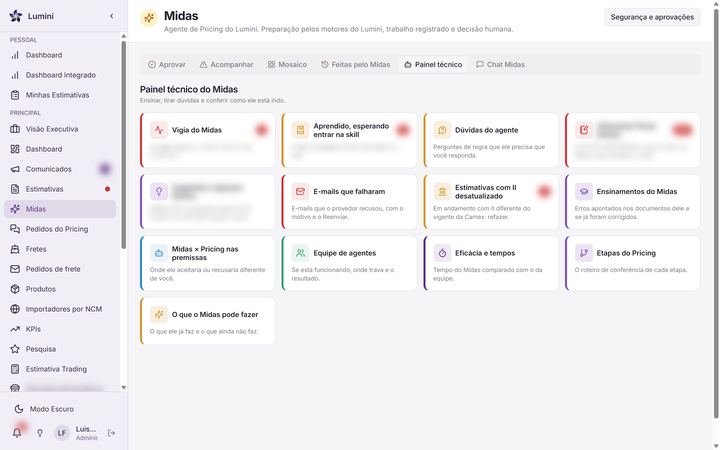 Lumini
PESSOAL
Dashboard
Dashboard Integrado
Minhas Estimativas
PRINCIPAL
Visão Executiva
Dashboard
Comunicados
Estimativas
Midas
Pedidos do Pricing
Fretes
Pedidos de frete
Produtos
Importadores por NCM
KPIs
Pesquisa
Estimativa Trading
Modo Escuro
LF
Luis...
Adminis
Midas
Agente de Pricing do Lumini. Preparação pelos motores do Lumini, trabalho registrado e decisão humana.
Segurança e aprovações
Aprovar
Acompanhar
Mosaico
Feitas pelo Midas
Painel técnico
Chat Midas
Painel técnico do Midas
Ensinar, tirar dúvidas e conferir como ele está indo.
Vigia do Midas
Aprendido, esperando
entrar na skill
Dúvidas do agente
Perguntas de regra que ele precisa que
você responda.
E-mails que falharam
E-mails que o provedor recusou, com o
motivo e o Reenviar.
Estimativas com II
desatualizado
Em andamento com II diferente do
vigente da Camex: refazer.
Ensinamentos do Midas
Erros apontados nos documentos dele e
se já foram corrigidos.
Midas × Pricing nas
premissas
Onde ele aceitaria ou recusaria diferente
de você.
Equipe de agentes
Se está funcionando, onde trava e o
resultado.
Eficácia e tempos
Tempo do Midas comparado com o da
equipe.
Etapas do Pricing
O roteiro de conferência de cada etapa.
O que o Midas pode fazer
O que ele já faz e o que ainda não faz.